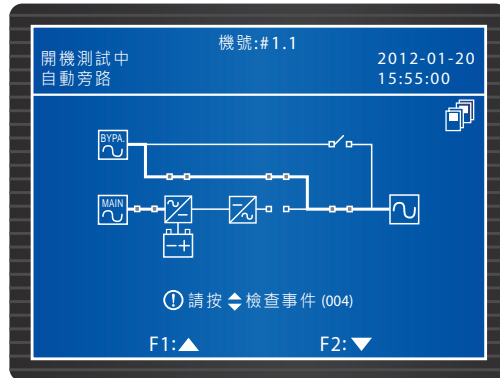 機號:#1.1
開機測試中
自動旁路
2012-01-20
15:55:00
BYPA.
MAIN
請按檢查事件 (004)
F1:▲ F2:▼